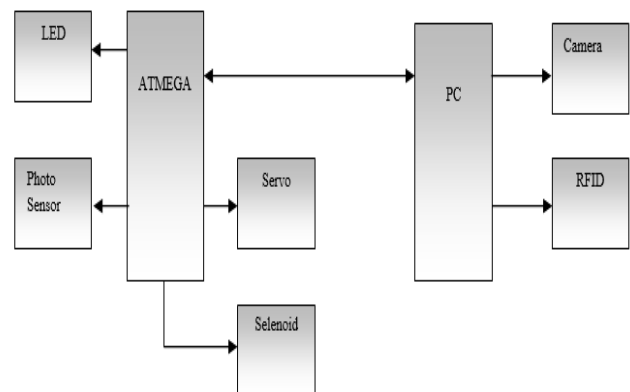 LED
ATMEGA
PC
Camera
Photo
Sensor
Servo
RFID
Selenoid